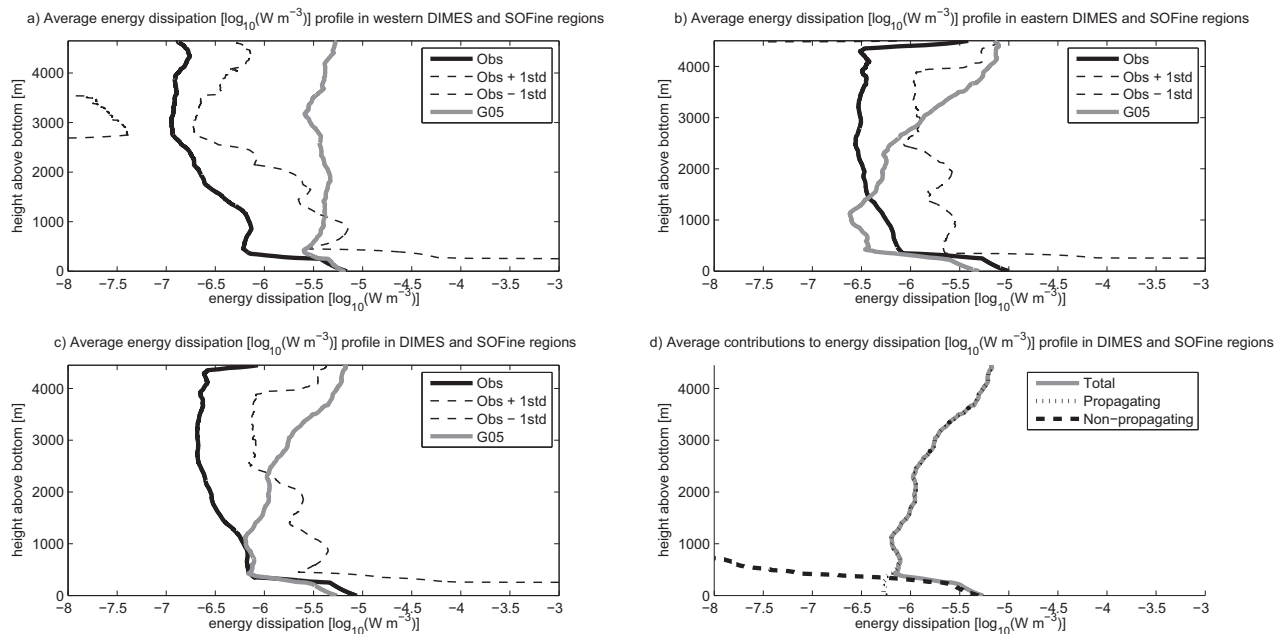 a) Average energy dissipation [log10(W m−3)] profile in western DIMES and SOFine regions
4000
3000
2000
1000
0
height above bottom [m]
−8 −7.5 −7 −6.5 −6 −5.5 −5 −4.5 −4 −3.5 −3
energy dissipation [log10(W m−3)]
Obs
Obs + 1std
Obs − 1std
G05
b) Average energy dissipation [log10(W m−3)] profile in eastern DIMES and SOFine regions
4000
3000
2000
1000
0
height above bottom [m]
−8 −7.5 −7 −6.5 −6 −5.5 −5 −4.5 −4 −3.5 −3
energy dissipation [log10(W m−3)]
Obs
Obs + 1std
Obs − 1std
G05
c) Average energy dissipation [log10(W m−3)] profile in DIMES and SOFine regions
4000
3000
2000
1000
0
height above bottom [m]
−8 −7.5 −7 −6.5 −6 −5.5 −5 −4.5 −4 −3.5 −3
energy dissipation [log10(W m−3)]
Obs
Obs + 1std
Obs − 1std
G05
d) Average contributions to energy dissipation [log10(W m−3)] profile in DIMES and SOFine regions
4000
3000
2000
1000
0
height above bottom [m]
−8 −7.5 −7 −6.5 −6 −5.5 −5 −4.5 −4 −3.5 −3
energy dissipation [log10(W m−3)]
Total
Propagating
Non−propagating